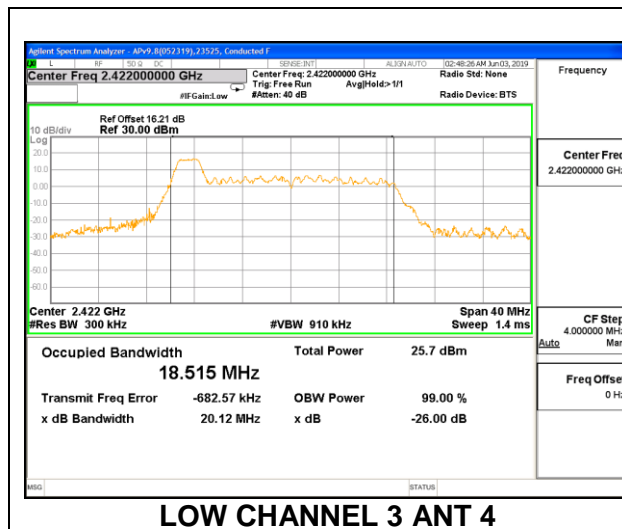 Agilent Spectrum Analyzer - APv9.8(052319),23525, Conducted F
L RF 50 Ω DC SENSE:INT ALIGN AUTO 02:48:26 AM Jun 03, 2019
Center Freq 2.422000000 GHz Center Freq: 2.422000000 GHz Radio Std: None Frequency
Trig: Free Run Avg|Hold:>1/1
#IFGain:Low #Atten: 40 dB Radio Device: BTS
Ref Offset 16.21 dB
10 dB/div Ref 30.00 dBm
Log
20.0
10.0
0.00
-10.0
-20.0
-30.0
-40.0
-50.0
-60.0
Center Freq
2.422000000 GHz
Center 2.422 GHz Span 40 MHz
#Res BW 300 kHz #VBW 910 kHz Sweep 1.4 ms
CF Step
4.000000 MHz
Auto Man
Occupied Bandwidth Total Power 25.7 dBm
18.515 MHz
Freq Offset
0 Hz
Transmit Freq Error -682.57 kHz OBW Power 99.00 %
x dB Bandwidth 20.12 MHz x dB -26.00 dB
MSG STATUS
LOW CHANNEL 3 ANT 4